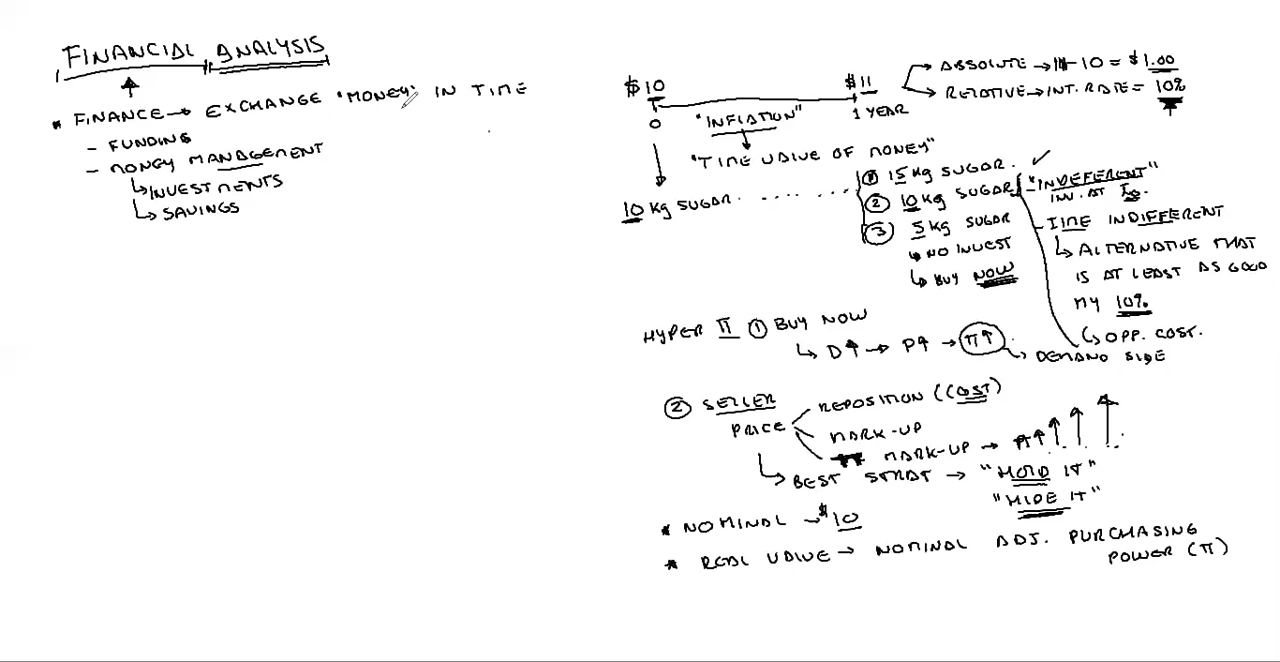 FINANCIAL ANALYSIS
* FINANCE → EXCHANGE "MONEY" IN TIME
- FUNDING
- MONEY MANAGEMENT
↳ INVESTMENTS
↳ SAVINGS
$10 $11
0 "INFLATION" 1 YEAR
ABSOLUTE → 11 - 10 = $1.00
RELATIVE → INT. RATE = 10%
"TIME VALUE OF MONEY"
10 Kg SUGAR . . . . . . .
① 15 Kg SUGAR. ✓
② 10 Kg SUGAR
③ 5 Kg SUGAR
↳ NO INVEST
↳ BUY NOW
- "INDEFERENT"
INV. AT
- TIME INDIFFERENT
↳ ALTERNATIVE THAT
IS AT LEAST AS GOOD
MY 10%
↳ OPP. COST.
HYPER π ① BUY NOW
↳ D↑ → P↑ → π↑
DEMAND SIDE
② SELLER
PRICE
REPOSITION (COST)
MARK-UP
π MARK-UP → π↑↑↑↑
↳ BEST STRAT → "HOLD IT"
"HIDE IT"
* NOMINAL → $10
* REAL VALUE → NOMINAL ADJ. PURCHASING
POWER (π)